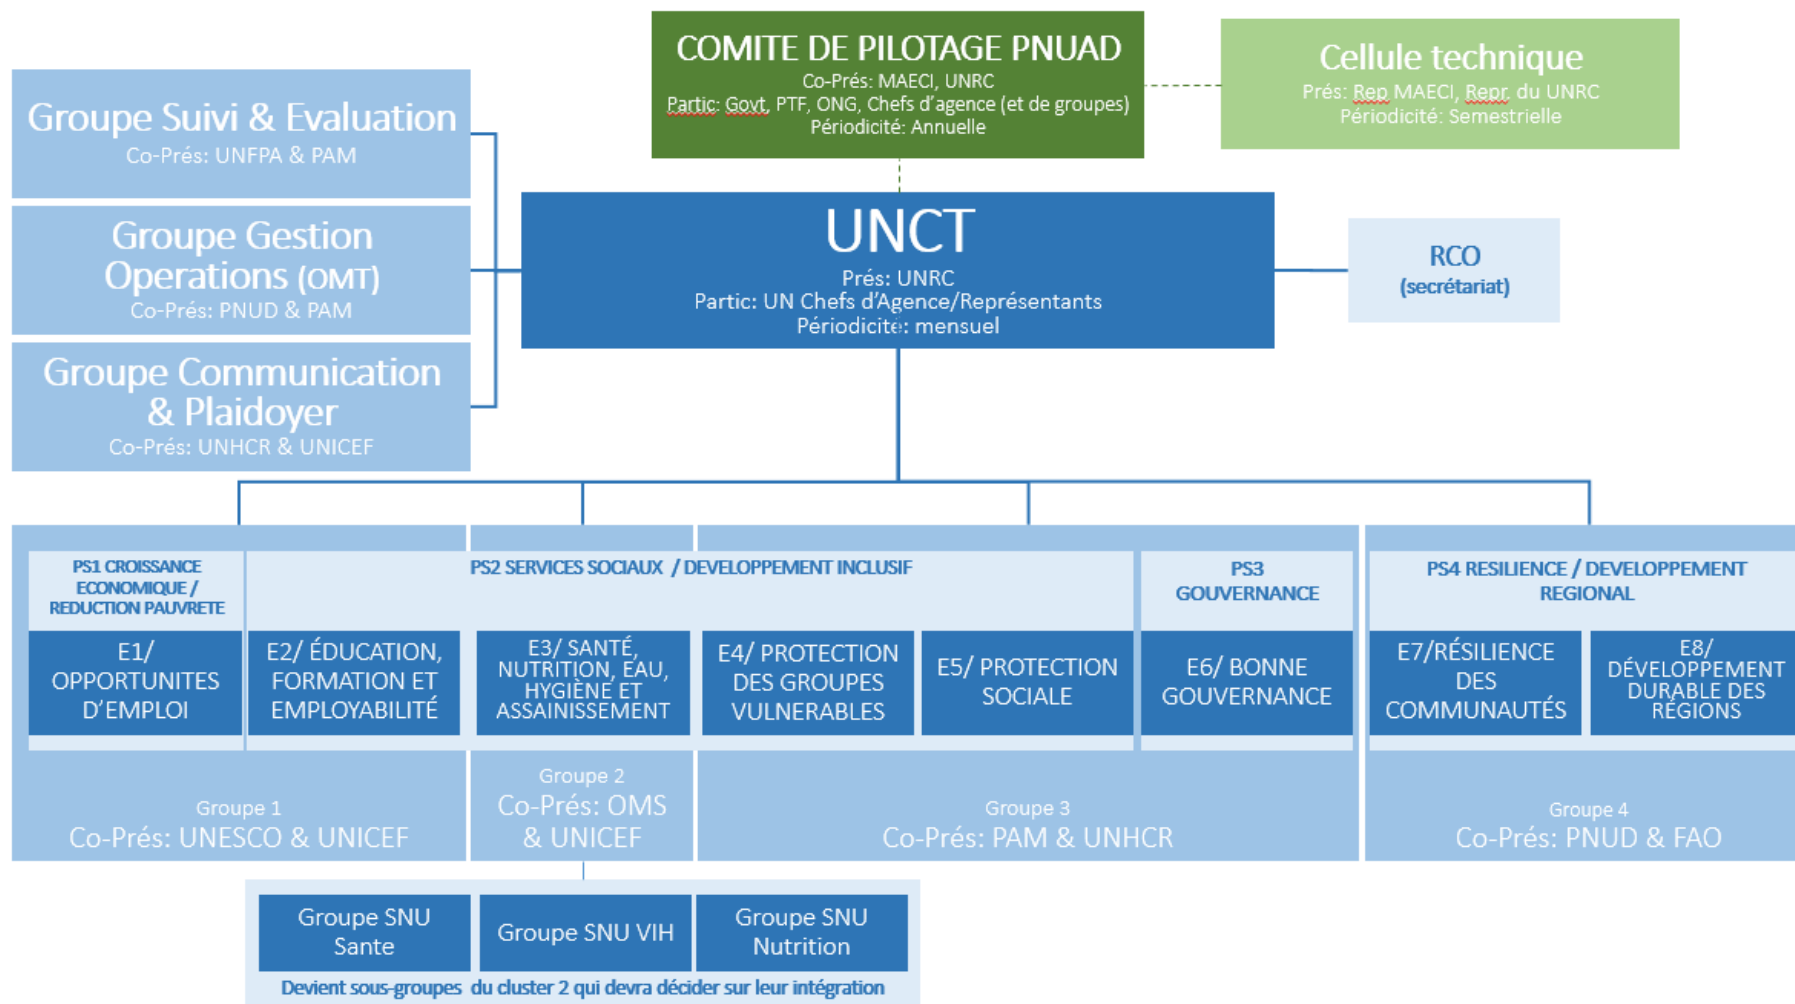 COMITE DE PILOTAGE PNUAD
Co-Prés: MAECI, UNRC
Partic: Govt, PTF, ONG, Chefs d'agence (et de groupes)
Périodicité: Annuelle
Cellule technique
Prés: Rep MAECI, Repr. du UNRC
Périodicité: Semestrielle
Groupe Suivi & Evaluation
Co-Prés: UNFPA & PAM
Groupe Gestion
Operations (OMT)
Co-Prés: PNUD & PAM
Groupe Communication
& Plaidoyer
Co-Prés: UNHCR & UNICEF
UNCT
Prés: UNRC
Partic: UN Chefs d'Agence/Représentants
Périodicité: mensuel
RCO
(secrétariat)
PS1 CROISSANCE
ECONOMIQUE /
REDUCTION PAUVRETE
PS2 SERVICES SOCIAUX / DEVELOPPEMENT INCLUSIF
PS3
GOUVERNANCE
PS4 RESILIENCE / DEVELOPPEMENT
REGIONAL
E1/
OPPORTUNITES
D'EMPLOI
E2/ ÉDUCATION,
FORMATION ET
EMPLOYABILITÉ
E3/ SANTÉ,
NUTRITION, EAU,
HYGIÈNE ET
ASSAINISSEMENT
E4/ PROTECTION
DES GROUPES
VULNERABLES
E5/ PROTECTION
SOCIALE
E6/ BONNE
GOUVERNANCE
E7/RÉSILIENCE
DES
COMMUNAUTÉS
E8/
DÉVELOPPEMENT
DURABLE DES
RÉGIONS
Groupe 1
Co-Prés: UNESCO & UNICEF
Groupe 2
Co-Prés: OMS
& UNICEF
Groupe 3
Co-Prés: PAM & UNHCR
Groupe 4
Co-Prés: PNUD & FAO
Groupe SNU
Sante
Groupe SNU VIH
Groupe SNU
Nutrition
Devient sous-groupes du cluster 2 qui devra décider sur leur intégration